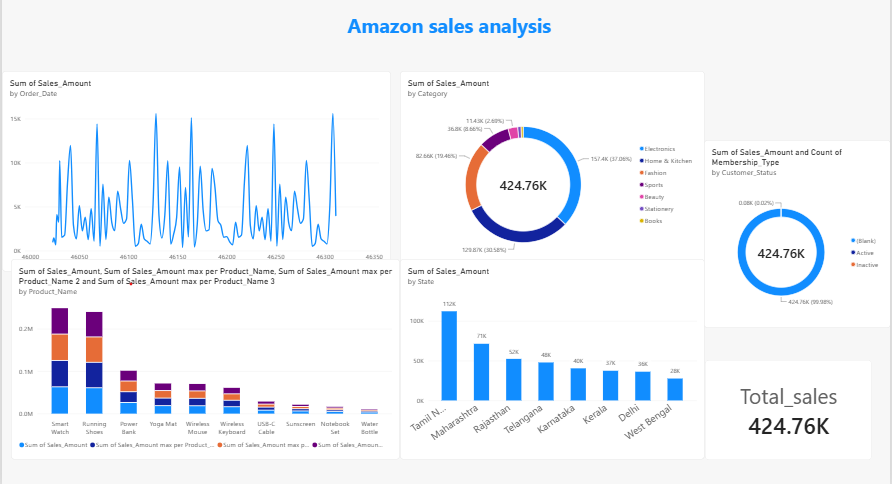 Amazon sales analysis
Sum of Sales_Amount
by Order_Date
15K
10K
5K
0K
46000
46050
46100
46150
46200
46250
46300
46350
Sum of Sales_Amount
by Category
11.43K (2.69%)
36.8K (8.66%)
82.66K (19.46%)
157.4K (37.06%)
129.87K (30.58%)
424.76K
Electronics
Home & Kitchen
Fashion
Sports
Beauty
Stationery
Books
Sum of Sales_Amount and Count of
Membership_Type
by Customer_Status
0.08K (0.02%)
424.76K
424.76K (99.98%)
(Blank)
Active
Inactive
Sum of Sales_Amount, Sum of Sales_Amount max per Product_Name, Sum of Sales_Amount max per
Product_Name 2 and Sum of Sales_Amount max per Product_Name 3
by Product_Name
0.2M
0.1M
0.0M
Smart
Watch
Running
Shoes
Power
Bank
Yoga Mat
Wireless
Mouse
Wireless
Keyboard
USB-C
Cable
Sunscreen
Notebook
Set
Water
Bottle
Sum of Sales_Amount
Sum of Sales_Amount max per Product_...
Sum of Sales_Amount max p...
Sum of Sales_Amoun...
Sum of Sales_Amount
by State
100K
50K
0K
112K
71K
52K
48K
40K
37K
36K
28K
Tamil N...
Maharashtra
Rajasthan
Telangana
Karnataka
Kerala
Delhi
West Bengal
Total_sales
424.76K